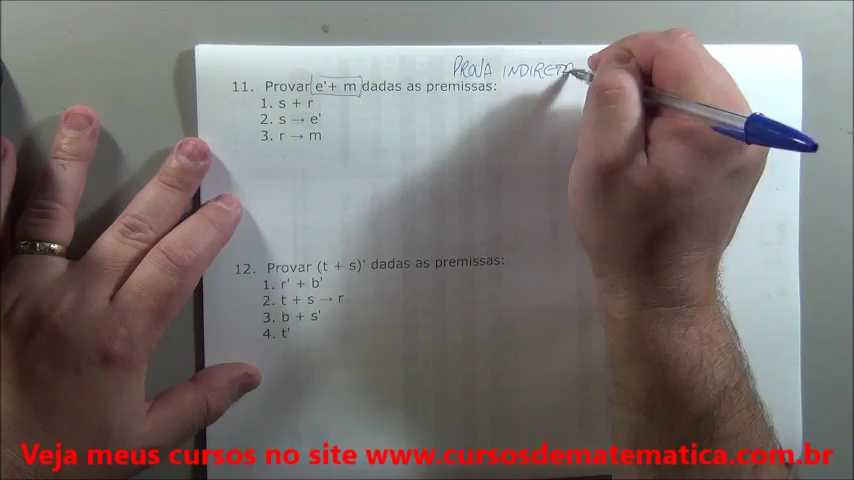 PROVA INDIRETA
11. Provar e'+ m dadas as premissas:
1. s + r
2. s → e'
3. r → m
12. Provar (t + s)' dadas as premissas:
1. r' + b'
2. t + s → r
3. b + s'
4. t'
Veja meus cursos no site www.cursosdematematica.com.br